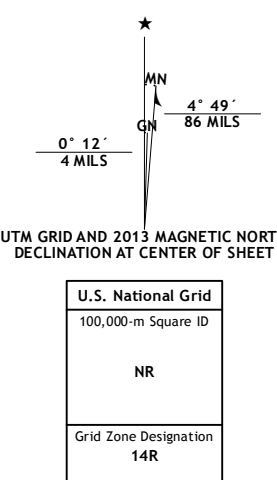 ★
MN
4° 49´
86 MILS
GN
0° 12´
4 MILS
UTM GRID AND 2013 MAGNETIC NORT
DECLINATION AT CENTER OF SHEET
U.S. National Grid
100,000-m Square ID
NR
Grid Zone Designation
14R